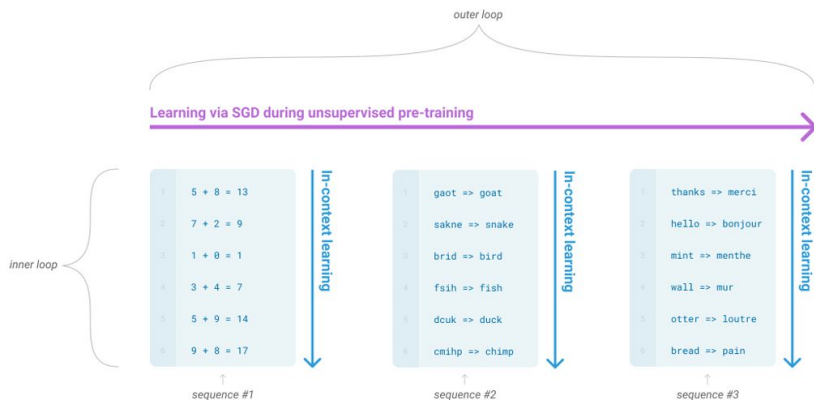 outer loop
Learning via SGD during unsupervised pre-training
inner loop
1 5 + 8 = 13
2 7 + 2 = 9
3 1 + 0 = 1
4 3 + 4 = 7
5 5 + 9 = 14
6 9 + 8 = 17
In-context learning
sequence #1
1 gaot => goat
2 sakne => snake
3 brid => bird
4 fsih => fish
5 dcuk => duck
6 cmihp => chimp
In-context learning
sequence #2
1 thanks => merci
2 hello => bonjour
3 mint => menthe
4 wall => mur
5 otter => loutre
6 bread => pain
In-context learning
sequence #3